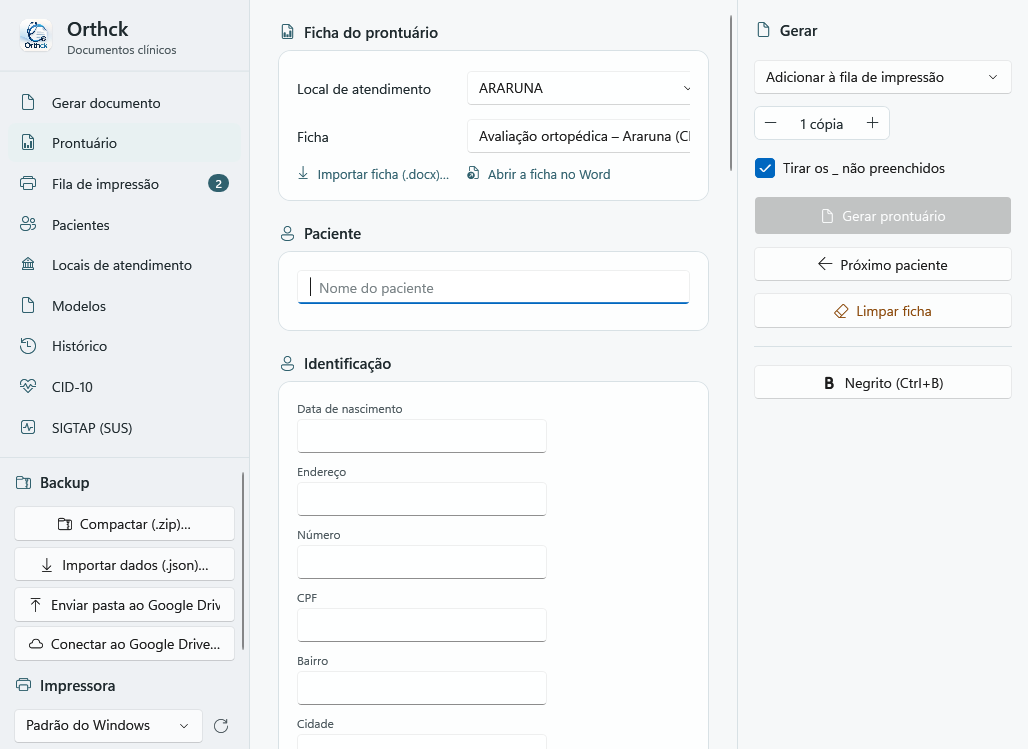 Orthck
Documentos clínicos
Gerar documento
Prontuário
Fila de impressão
2
Pacientes
Locais de atendimento
Modelos
Histórico
CID-10
SIGTAP (SUS)
Backup
Compactar (.zip)...
Importar dados (.json)...
Enviar pasta ao Google Driv
Conectar ao Google Drive...
Impressora
Padrão do Windows
Ficha do prontuário
Local de atendimento
ARARUNA
Ficha
Avaliação ortopédica – Araruna (CI
Importar ficha (.docx)...
Abrir a ficha no Word
Paciente
Nome do paciente
Identificação
Data de nascimento
Endereço
Número
CPF
Bairro
Cidade
Gerar
Adicionar à fila de impressão
1 cópia
Tirar os _ não preenchidos
Gerar prontuário
Próximo paciente
Limpar ficha
B Negrito (Ctrl+B)